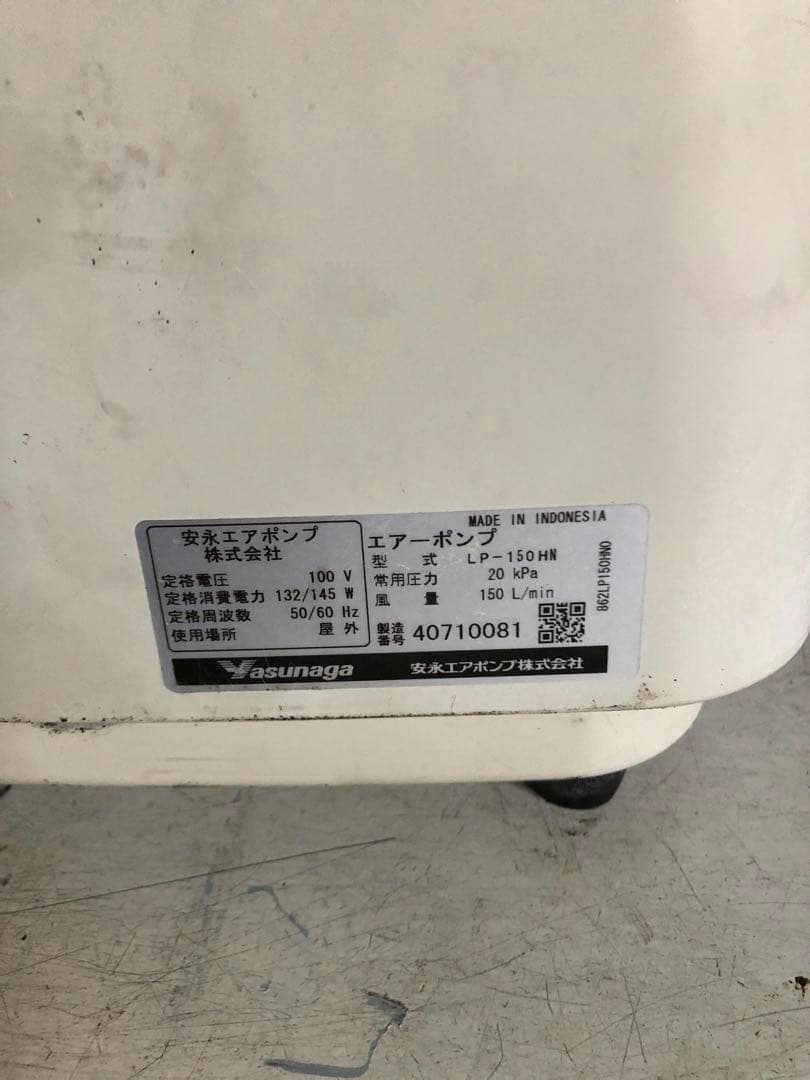 安永エアポンプ
株式会社
定格電圧 100 V
定格消費電力 132/145 W
定格周波数 50/60 Hz
使用場所 屋外
MADE IN INDONESIA
エアーポンプ
型式 LP-150HN
常用圧力 20 kPa
風量 150 L/min
製造番号 40710081
862LP150HN0
Yasunaga 安永エアポンプ株式会社